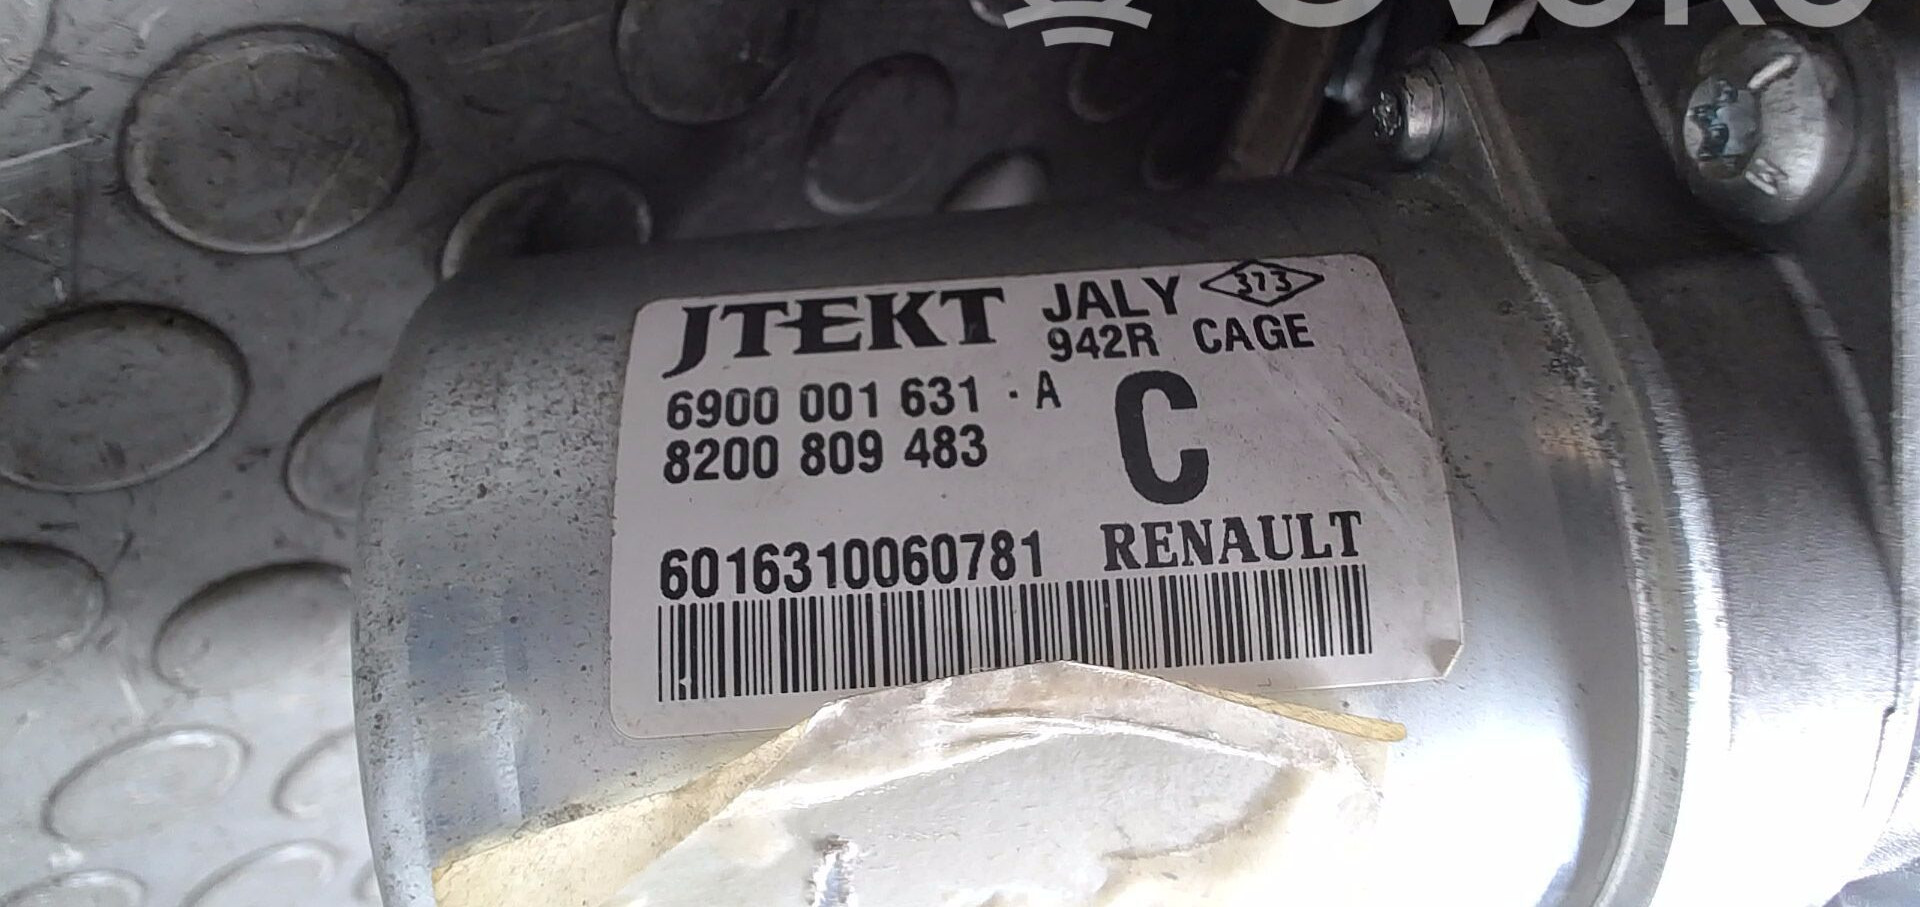 JTEKT JALY 373
942R CAGE
6900 001 631 · A
8200 809 483
C
6016310060781 RENAULT